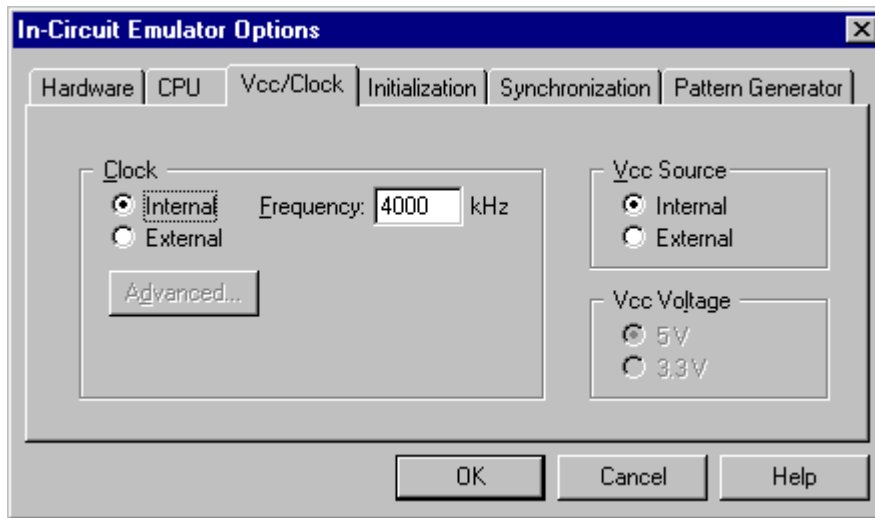 In-Circuit Emulator Options
Hardware CPU Vcc/Clock Initialization Synchronization Pattern Generator
Clock
Internal Frequency: 4000 kHz
External
Advanced...
Vcc Source
Internal
External
Vcc Voltage
5V
3.3V
OK Cancel Help